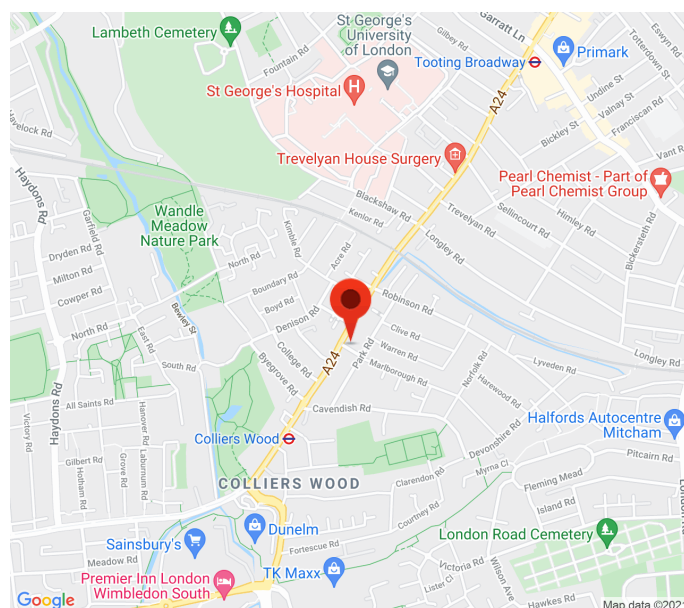 Lambeth Cemetery
St George's
University
of London
Garratt Ln
Gilbey Rd
Eswyn Rd
Totterdown St
Primark
Tooting Broadway
Fountain Rd
St George's Hospital
A24
Undine St
Valnay St
Franciscan Rd
Bickley St
Havelock Rd
Trevelyan House Surgery
Vant R
Pearl Chemist - Part of
Pearl Chemist Group
Haydons Rd
Garfield Rd
Wandle
Meadow
Nature Park
Blackshaw Rd
Kenlor Rd
Trevelyan Rd
Sellincourt Rd
Himley Rd
Bickersteth Rd
Longley Rd
Kimble Rd
Acre Rd
Dryden Rd
Milton Rd
Cowper Rd
North Rd
Boundary Rd
Boyd Rd
Denison Rd
Robinson Rd
Clive Rd
North Rd
East Rd
Bewley St
South Rd
College Rd
Byegrove Rd
A24
Park Rd
Warren Rd
Marlborough Rd
Norfolk Rd
Lyveden Rd
Longley Rd
Harewood Rd
Haydons Rd
Victory Rd
All Saints Rd
Hanover Rd
Laburnum Rd
Cavendish Rd
Colliers Wood
Devonshire Rd
Halfords Autocentre
Mitcham
Pitcairn Rd
Gilbert Rd
Hotham Rd
Grove Rd
COLLIERS WOOD
Clarendon Rd
Myrna Cl
Fleming Mead
Courtney Rd
Island Rd
Dunelm
London Road Cemetery
Sainsbury's
Fortescue Rd
Meadow Rd
Victoria Rd
TK Maxx
Lister Cl
Wilson Ave
Premier Inn London
Wimbledon South
Hawkes Rd
Google
Map data ©202